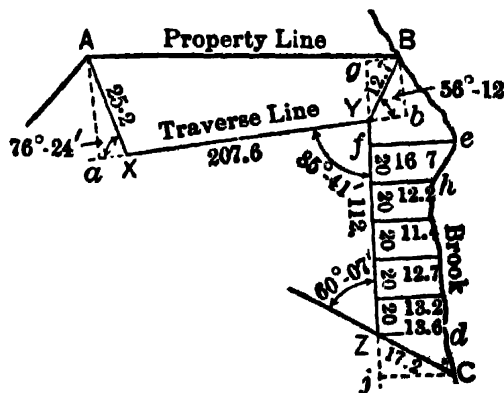 A Property Line B
g
12
56°-12
25.2
Y
b
76°-24'
Traverse Line
f
e
a
X
207.6
85°-41'
20 16 7
h
20 12.2
112
20 11.4
Brook
60°-07'
20 12.7
20 13.2
13.6
d
Z
17.2
C
j